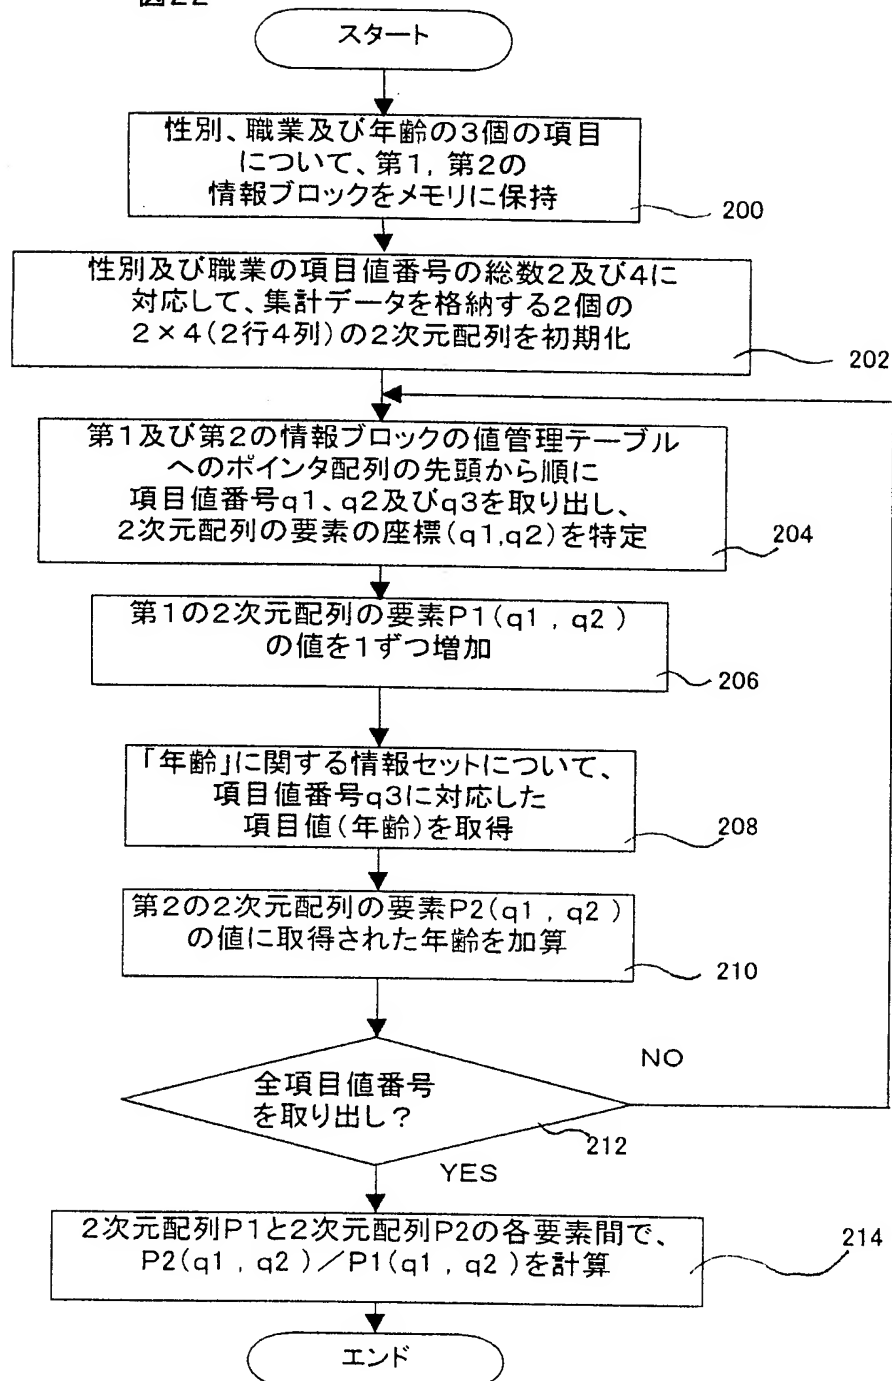 図22
スタート
性別、職業及び年齢の3個の項目
について、第1，第2の
情報ブロックをメモリに保持
200
性別及び職業の項目値番号の総数2及び4に
対応して、集計データを格納する2個の
2×4(2行4列)の2次元配列を初期化
202
第1及び第2の情報ブロックの値管理テーブル
へのポインタ配列の先頭から順に
項目値番号q1、q2及びq3を取り出し、
2次元配列の要素の座標(q1,q2)を特定
204
第1の2次元配列の要素P1(q1，q2)
の値を1ずつ増加
206
「年齢」に関する情報セットについて、
項目値番号q3に対応した
項目値(年齢)を取得
208
第2の2次元配列の要素P2(q1，q2)
の値に取得された年齢を加算
210
NO
全項目値番号
を取り出し？
212
YES
2次元配列P1と2次元配列P2の各要素間で、
P2(q1，q2)／P1(q1，q2)を計算
214
エンド